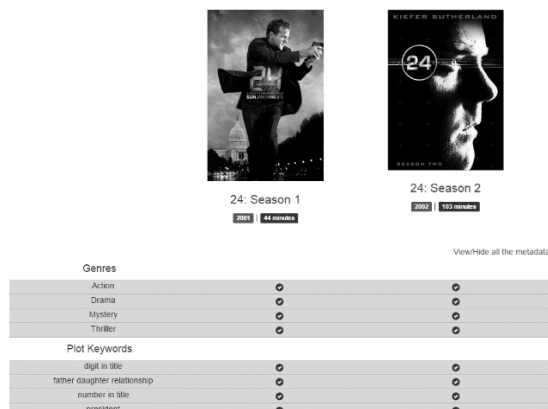 24
KIEFER SUTHERLAND
24
SEASON TWO
24: Season 1
24: Season 2
2001 | 44 minutes
2002 | 103 minutes
View/Hide all the metadata
Genres
Action
Drama
Mystery
Thriller
Plot Keywords
digit in title
father daughter relationship
number in title
president